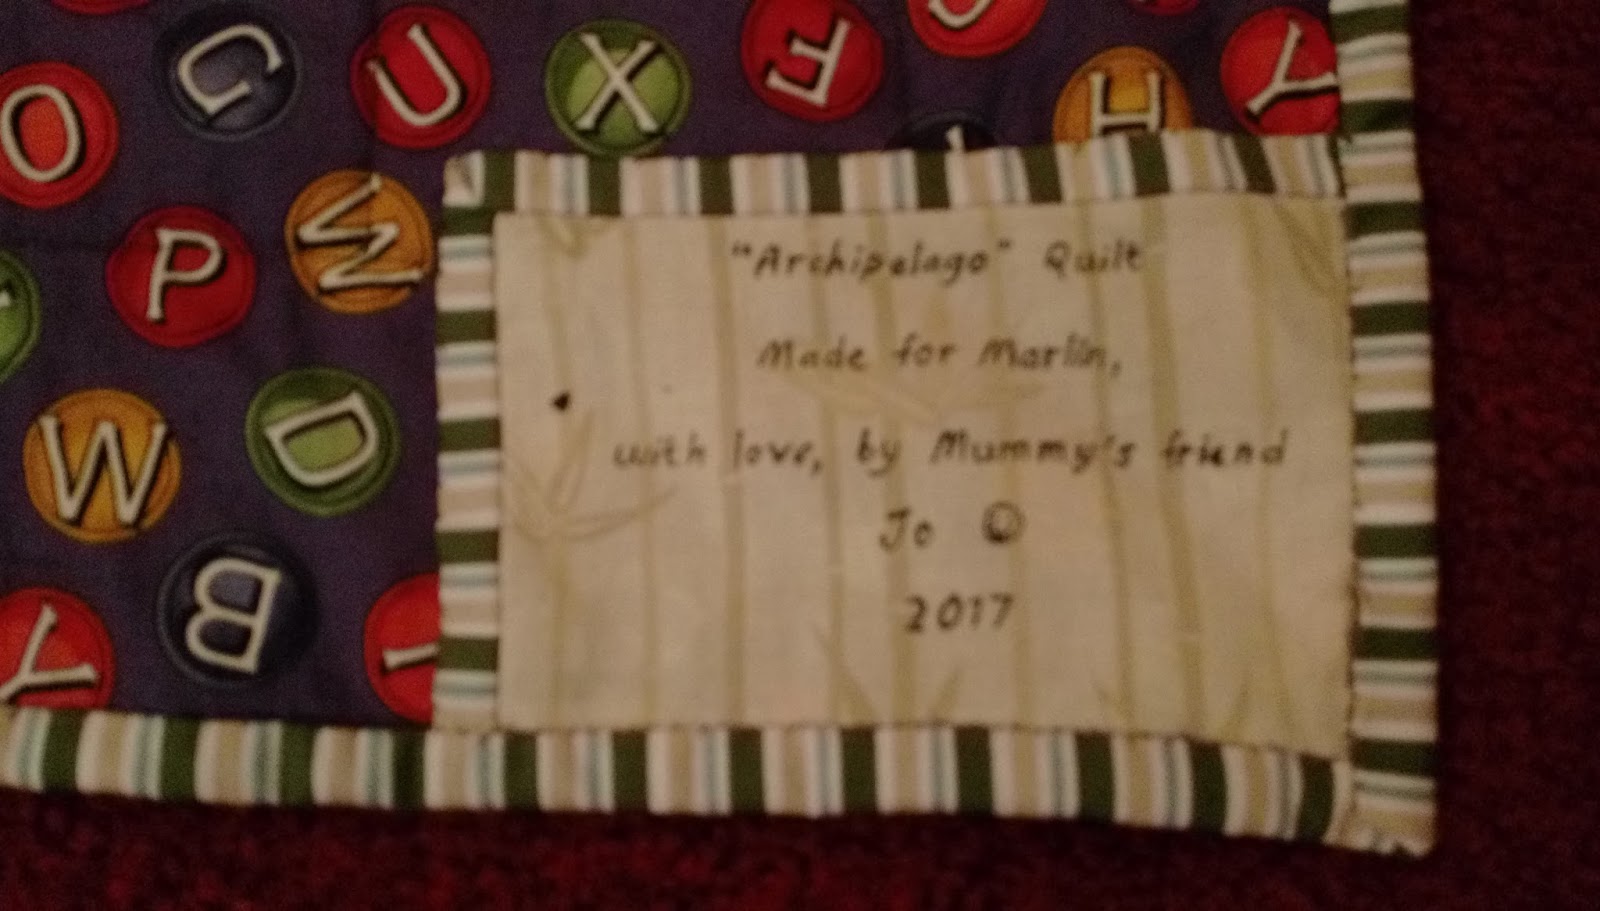 O C U X F H Y
P W
W D
Y B I
"Archipelago" Quilt
Made for Marlin,
with love, by Mummy's friend
Jo ☺
2017